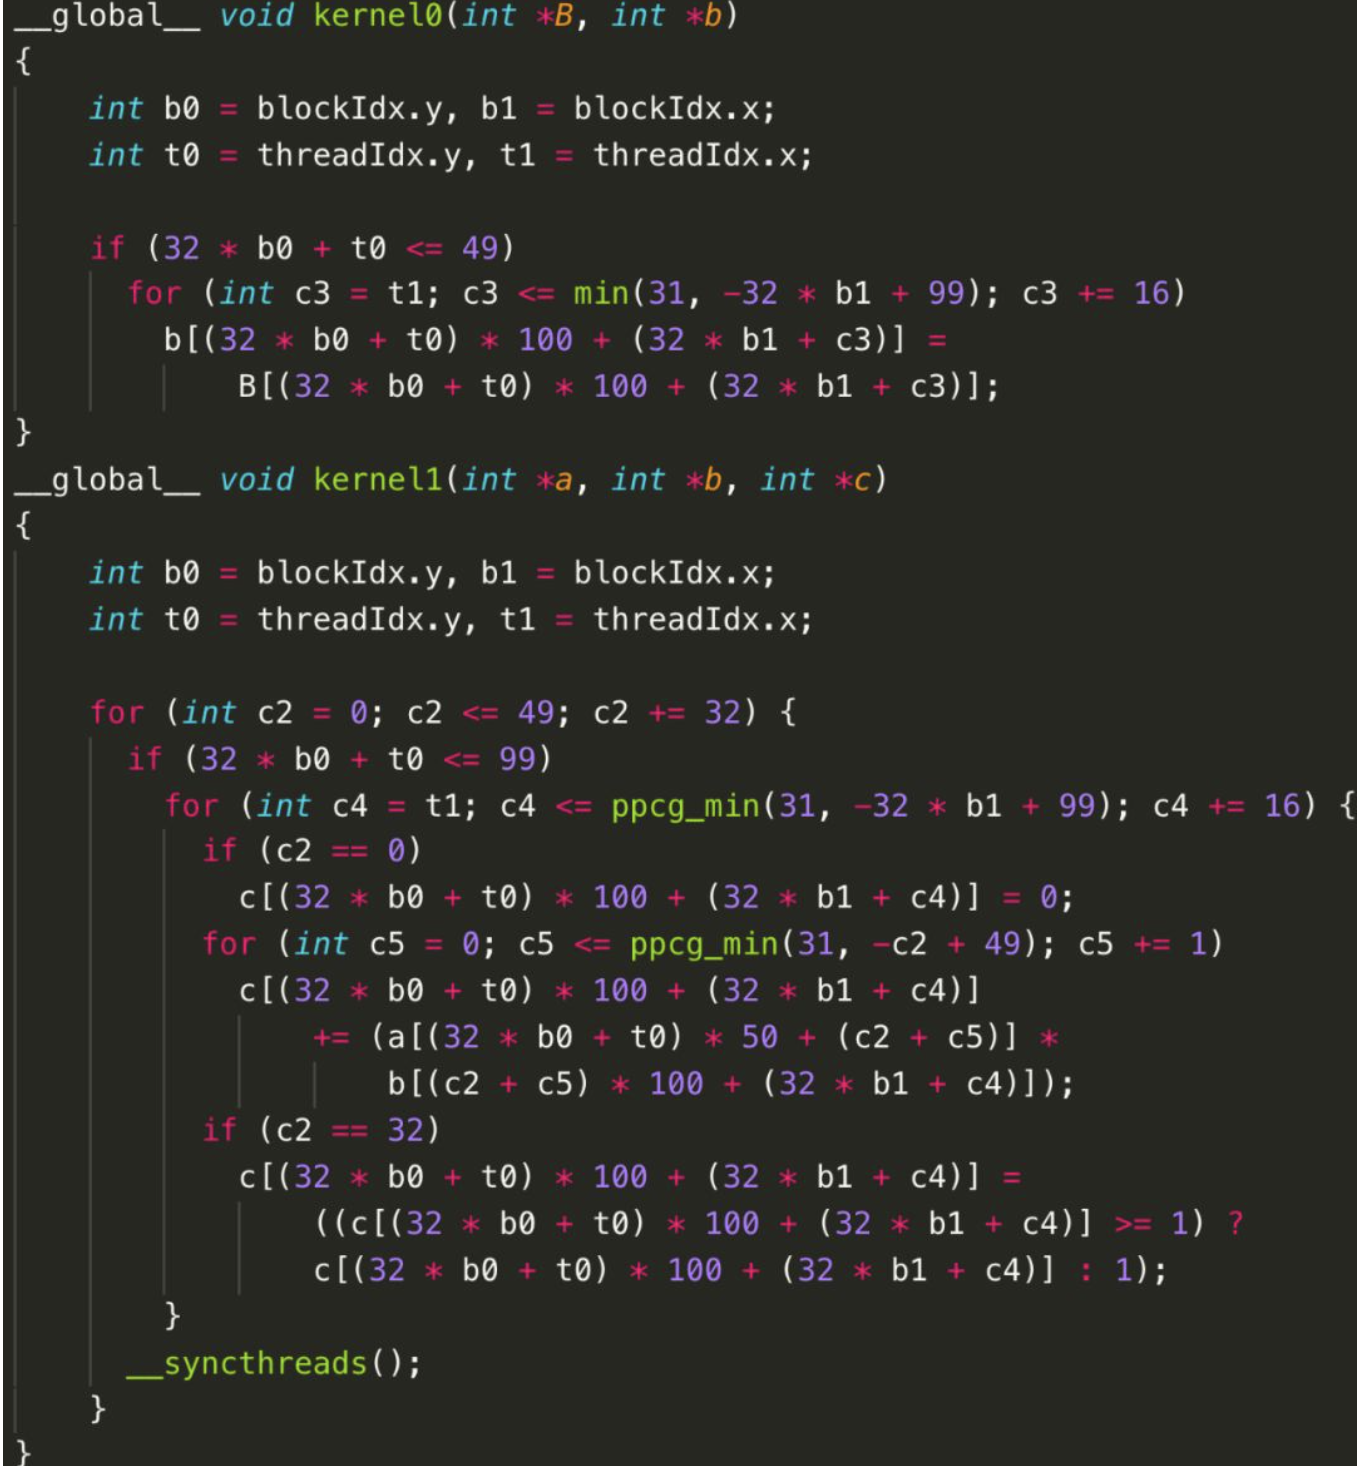 __global__ void kernel0(int *B, int *b)
{
    int b0 = blockIdx.y, b1 = blockIdx.x;
    int t0 = threadIdx.y, t1 = threadIdx.x;

    if (32 * b0 + t0 <= 49)
      for (int c3 = t1; c3 <= min(31, -32 * b1 + 99); c3 += 16)
        b[(32 * b0 + t0) * 100 + (32 * b1 + c3)] =
            B[(32 * b0 + t0) * 100 + (32 * b1 + c3)];
}
__global__ void kernel1(int *a, int *b, int *c)
{
    int b0 = blockIdx.y, b1 = blockIdx.x;
    int t0 = threadIdx.y, t1 = threadIdx.x;

    for (int c2 = 0; c2 <= 49; c2 += 32) {
      if (32 * b0 + t0 <= 99)
        for (int c4 = t1; c4 <= ppcg_min(31, -32 * b1 + 99); c4 += 16) {
          if (c2 == 0)
            c[(32 * b0 + t0) * 100 + (32 * b1 + c4)] = 0;
          for (int c5 = 0; c5 <= ppcg_min(31, -c2 + 49); c5 += 1)
            c[(32 * b0 + t0) * 100 + (32 * b1 + c4)]
                += (a[(32 * b0 + t0) * 50 + (c2 + c5)] *
                    b[(c2 + c5) * 100 + (32 * b1 + c4)]);
          if (c2 == 32)
            c[(32 * b0 + t0) * 100 + (32 * b1 + c4)] =
                ((c[(32 * b0 + t0) * 100 + (32 * b1 + c4)] >= 1) ?
                c[(32 * b0 + t0) * 100 + (32 * b1 + c4)] : 1);
        }
      __syncthreads();
    }
}